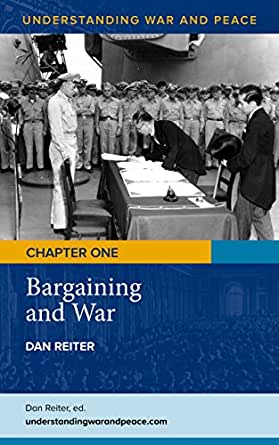 UNDERSTANDING WAR AND PEACE
CHAPTER ONE
Bargaining
and War
DAN REITER
Dan Reiter, ed.
understandingwarandpeace.com